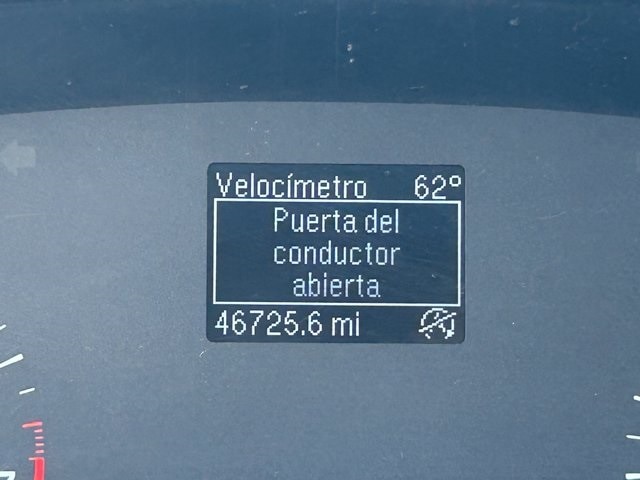 Velocímetro 62°
Puerta del
conductor
abierta
46725.6 mi